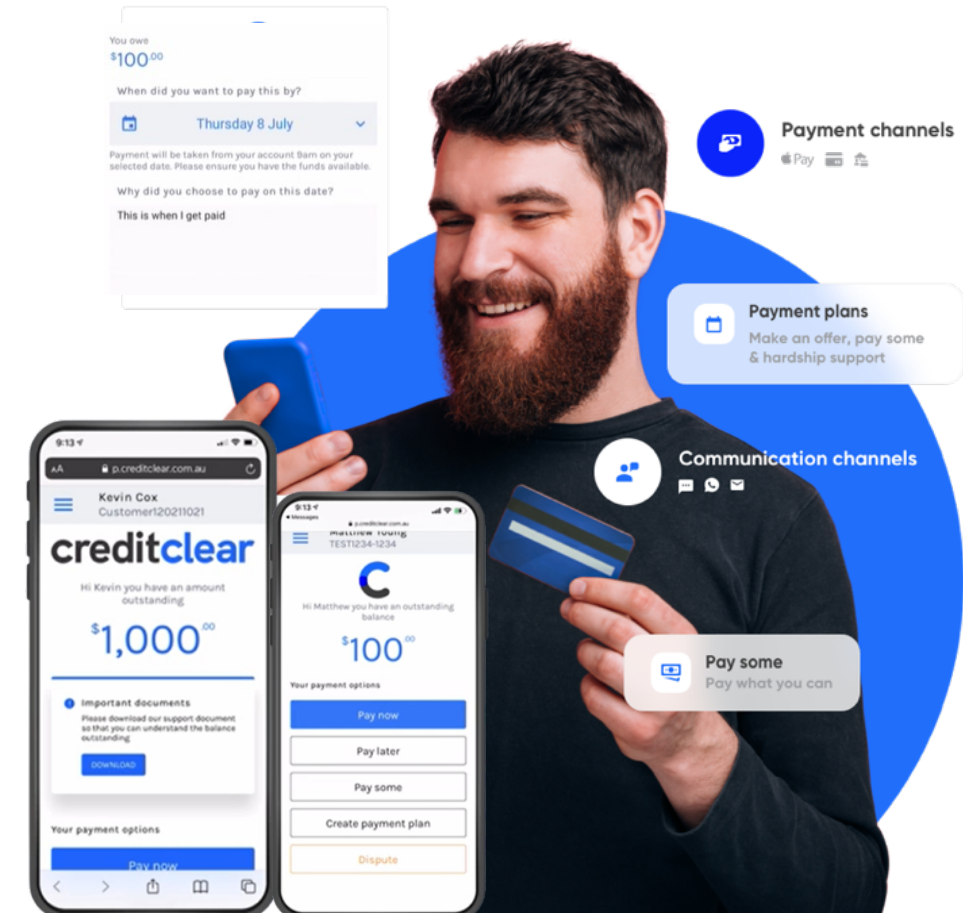 You owe
$100.00
When did you want to pay this by?
Thursday 8 July
Payment will be taken from your account 9am on your
selected date. Please ensure you have the funds available.
Why did you choose to pay on this date?
This is when I get paid
Payment channels
Pay
Payment plans
Make an offer, pay some
& hardship support
Communication channels
Pay some
Pay what you can
9:13
AA p.creditclear.com.au
Kevin Cox
Customer120211021
creditclear
Hi Kevin you have an amount
outstanding
$1,000.00
Important documents
Please download our support document
so that you can understand the balance
outstanding
DOWNLOAD
Your payment options
Pay now
9:13
Messages
p.creditclear.com.au
Matthew Young
TEST1234-1234
C
Hi Matthew you have an outstanding
balance
$100.00
Your payment options
Pay now
Pay later
Pay some
Create payment plan
Dispute